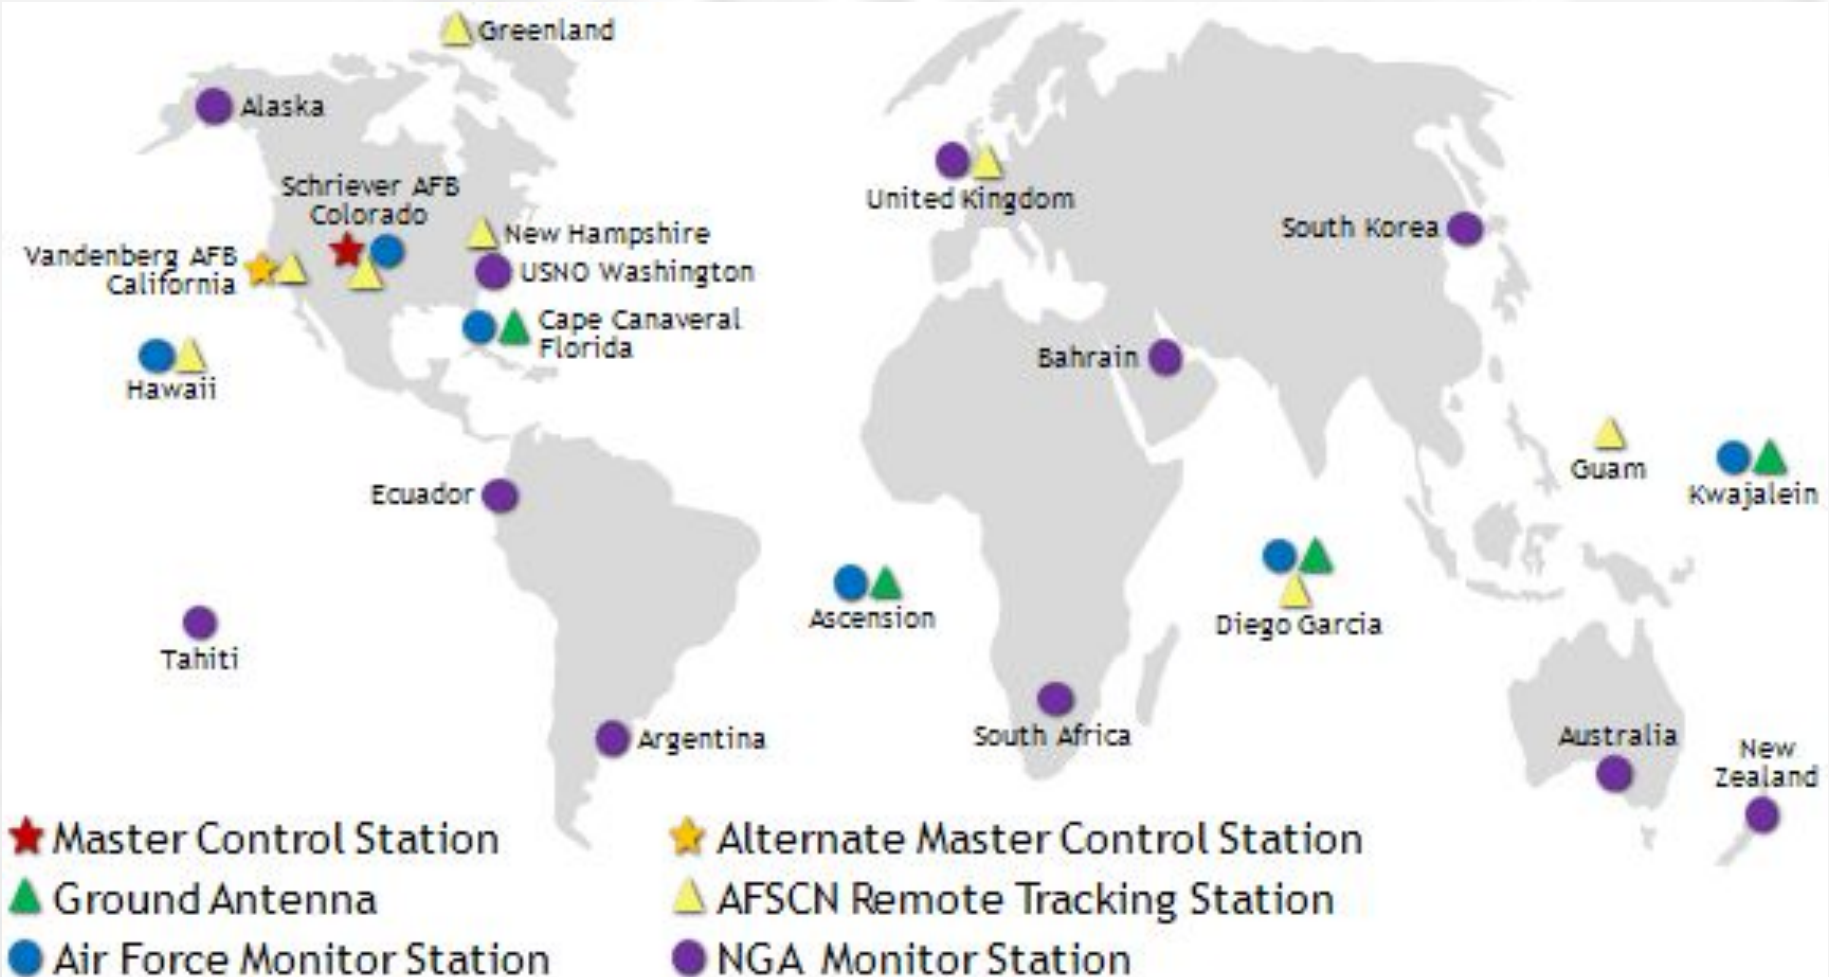 Greenland
Alaska
Schriever AFB
Colorado
United Kingdom
South Korea
New Hampshire
Vandenberg AFB
California
USNO Washington
Cape Canaveral
Florida
Hawaii
Bahrain
Guam
Kwajalein
Ecuador
Ascension
Diego Garcia
Tahiti
Argentina
South Africa
Australia
New
Zealand
Master Control Station
Alternate Master Control Station
Ground Antenna
AFSCN Remote Tracking Station
Air Force Monitor Station
NGA Monitor Station